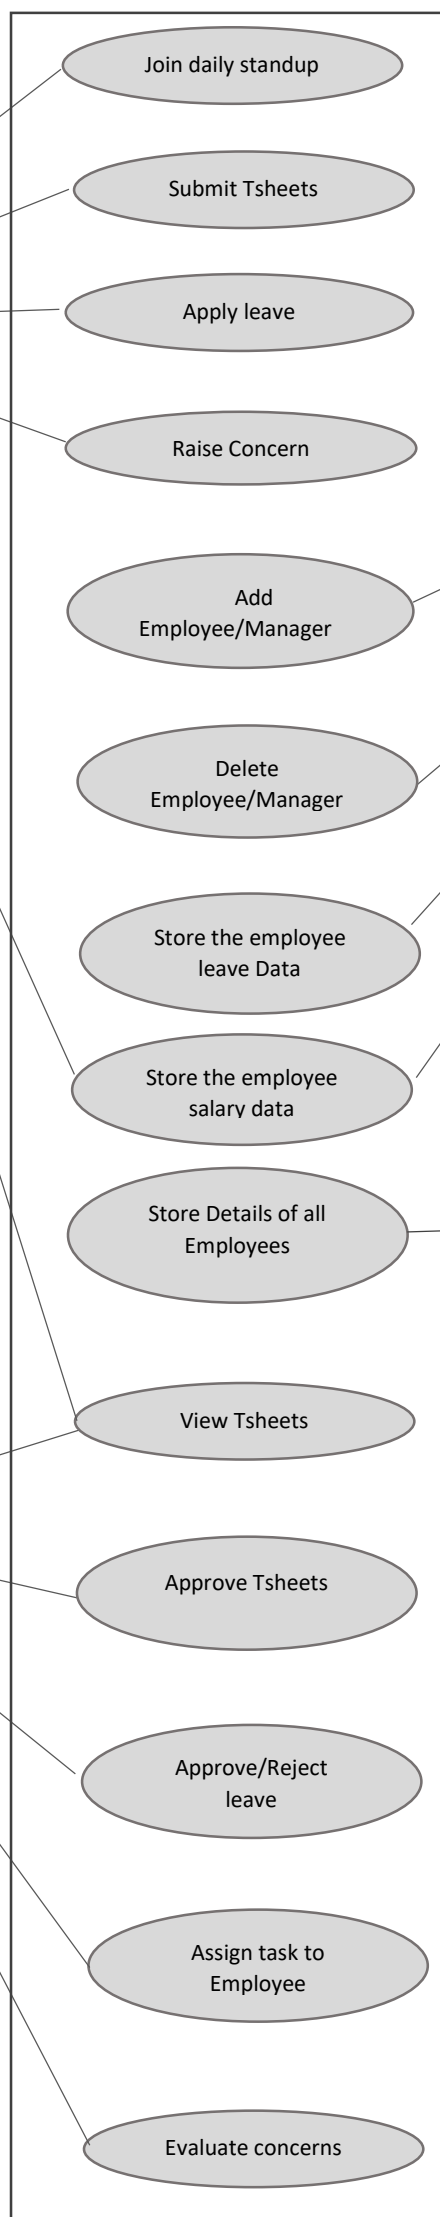 Join daily standup
Submit Tsheets
Apply leave
Raise Concern
Add
Employee/Manager
Delete
Employee/Manager
Store the employee
leave Data
Store the employee
salary data
Store Details of all
Employees
View Tsheets
Approve Tsheets
Approve/Reject
leave
Assign task to
Employee
Evaluate concerns